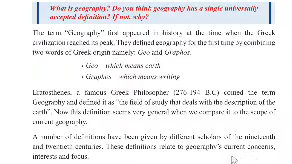 What is geography? Do you think geography has a single universally
accepted definition? If not, why?
The term "Geography" first appeared in history at the time when the Greek
civilization reached its peak. They defined geography for the first time by combining
two words of Greek origin namely: Geo and Graphos.
• Geo – which means earth
• Graphos – which means writing
Eratosthenes, a famous Greek Philosopher (276-194 B.C) coined the term
Geography and defined it as 'the field of study that deals with the description of the
earth'. Now this definition seems very general when we compare it to the scope of
current geography.
A number of definitions have been given by different scholars of the nineteenth
and twentieth centuries. These definitions relate to geography's current concerns,
interests and focus.